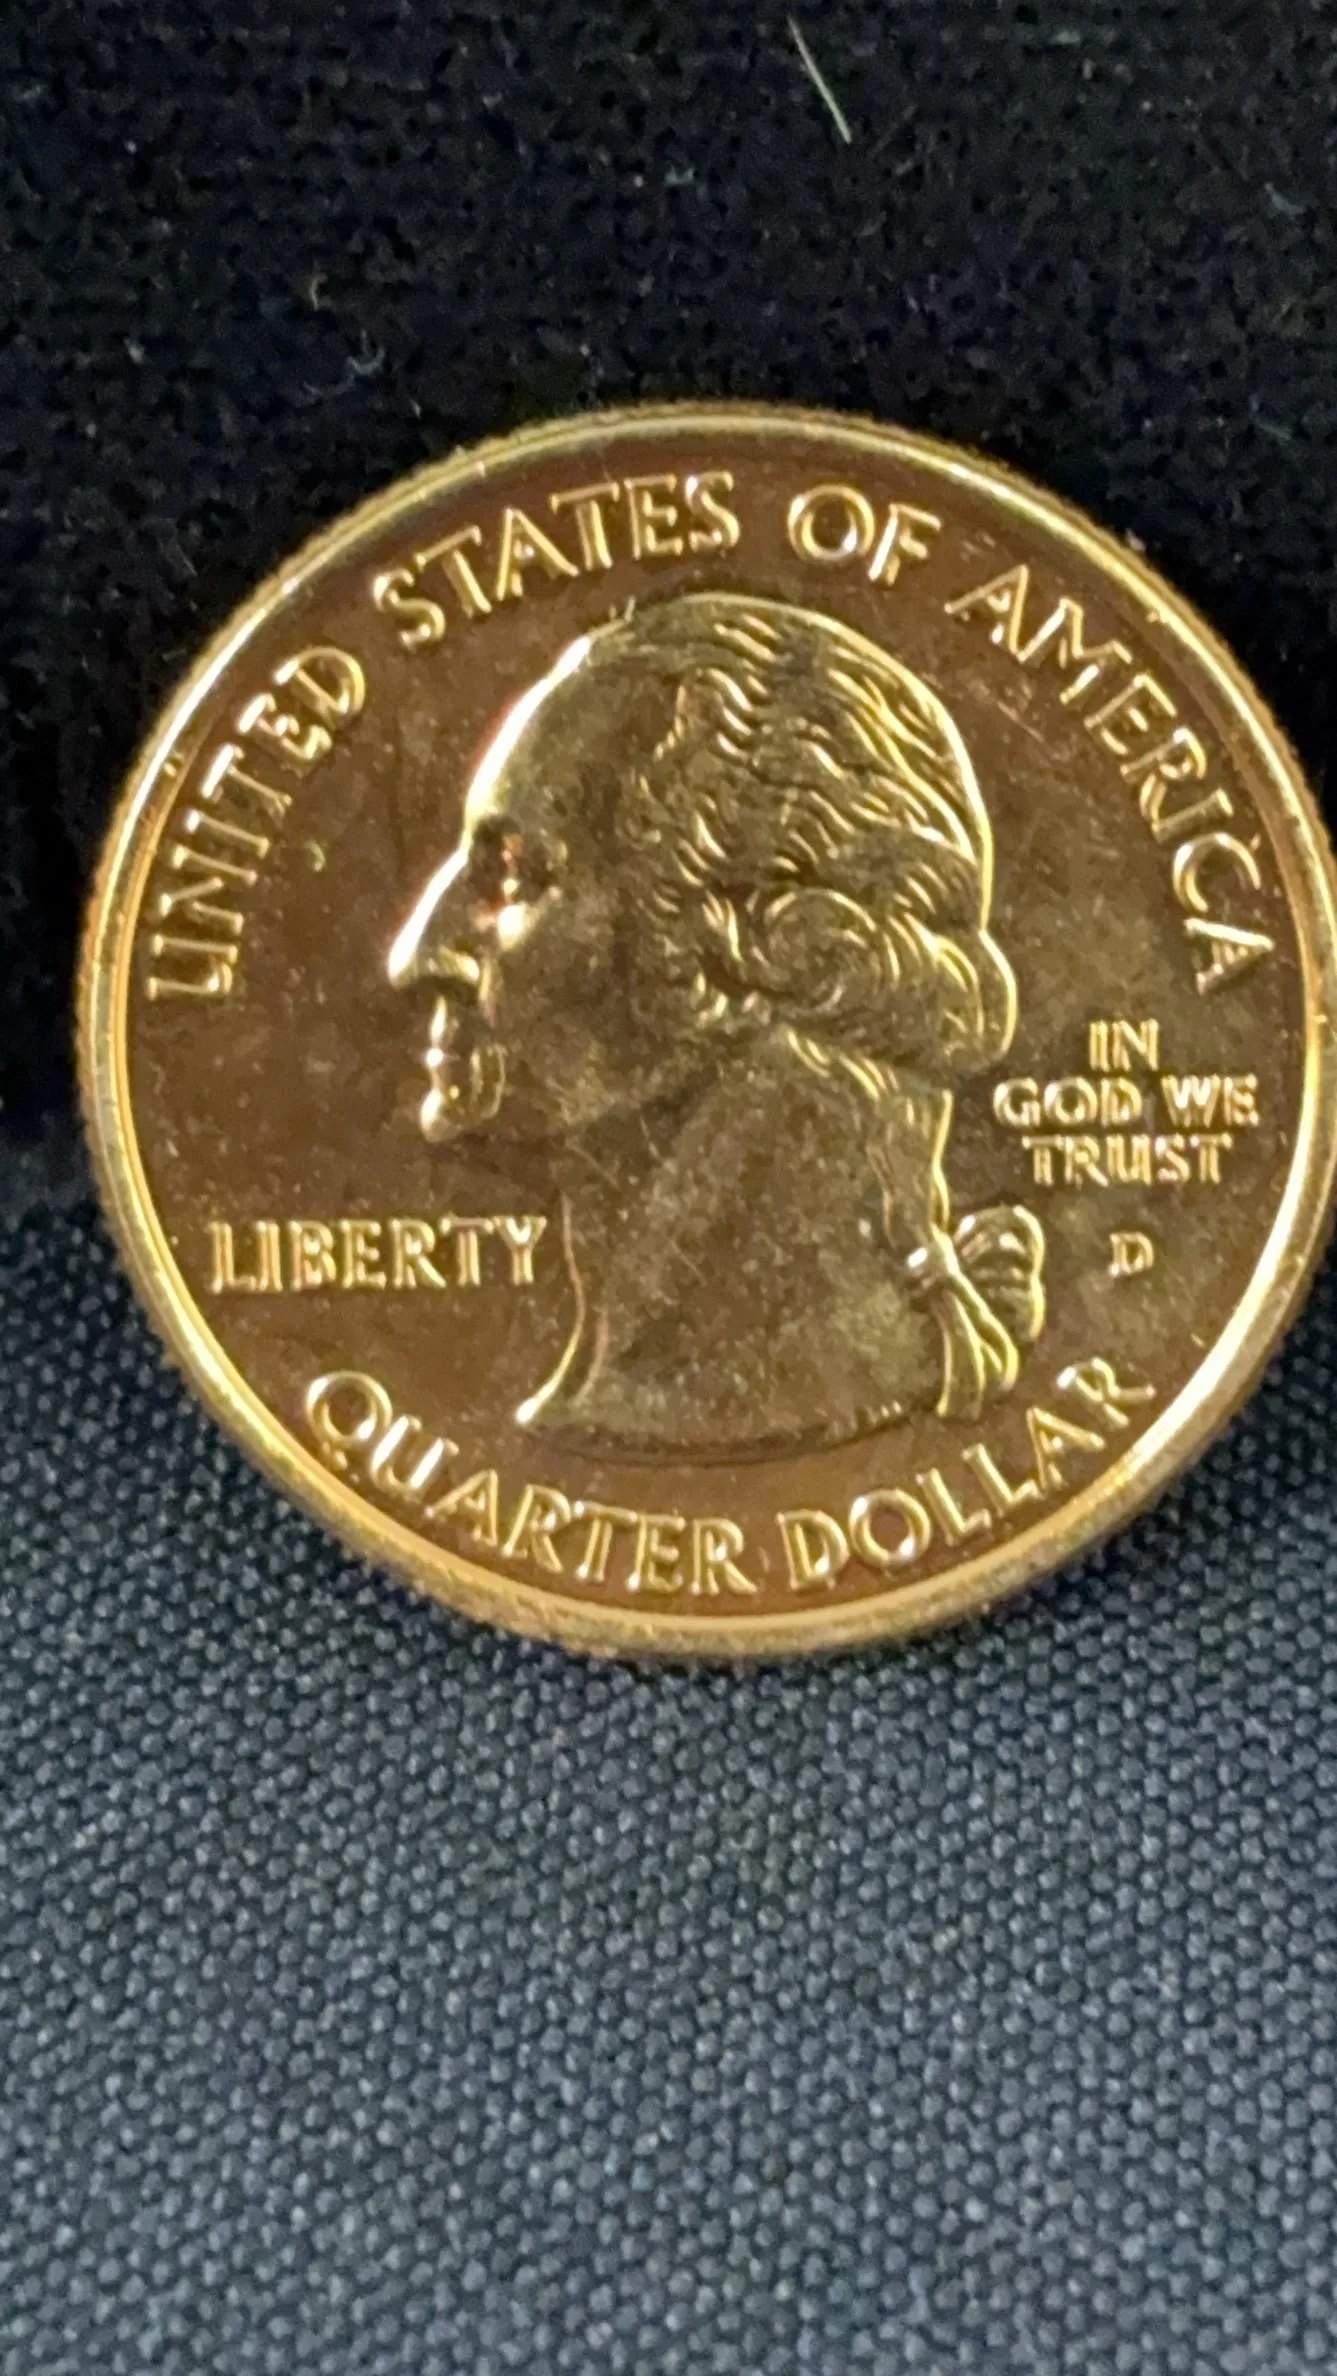 UNITED STATES OF AMERICA
IN
GOD WE
TRUST
LIBERTY
D
QUARTER DOLLAR